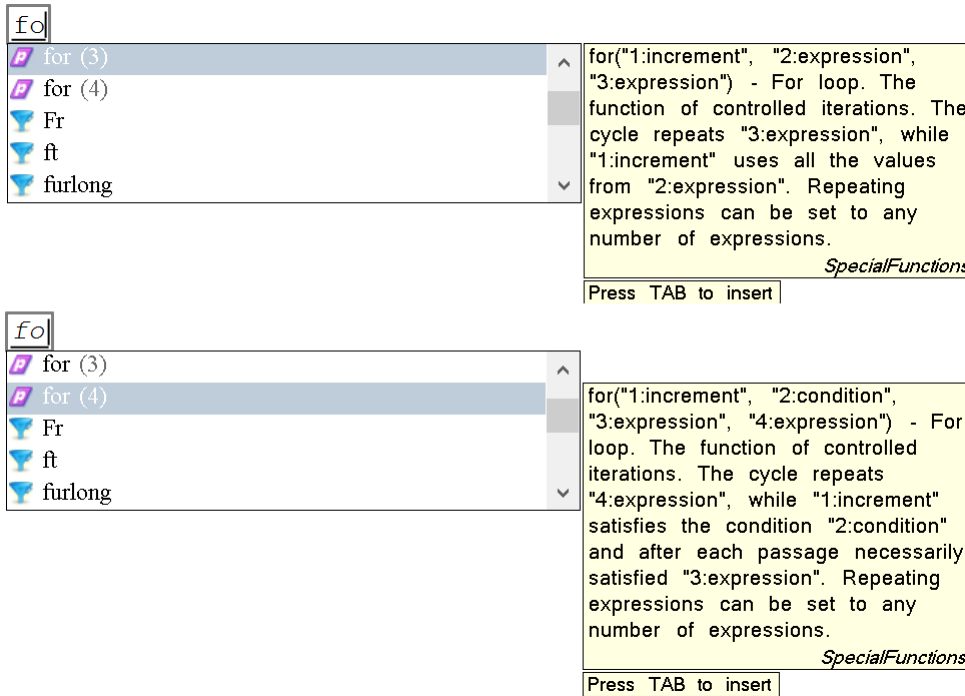 fo
for (3)
for (4)
Fr
ft
furlong
for("1:increment", "2:expression",
"3:expression") - For loop. The
function of controlled iterations. The
cycle repeats "3:expression", while
"1:increment" uses all the values
from "2:expression". Repeating
expressions can be set to any
number of expressions.
SpecialFunctions
Press TAB to insert
fo
for (3)
for (4)
Fr
ft
furlong
for("1:increment", "2:condition",
"3:expression", "4:expression") - For
loop. The function of controlled
iterations. The cycle repeats
"4:expression", while "1:increment"
satisfies the condition "2:condition"
and after each passage necessarily
satisfied "3:expression". Repeating
expressions can be set to any
number of expressions.
SpecialFunctions
Press TAB to insert